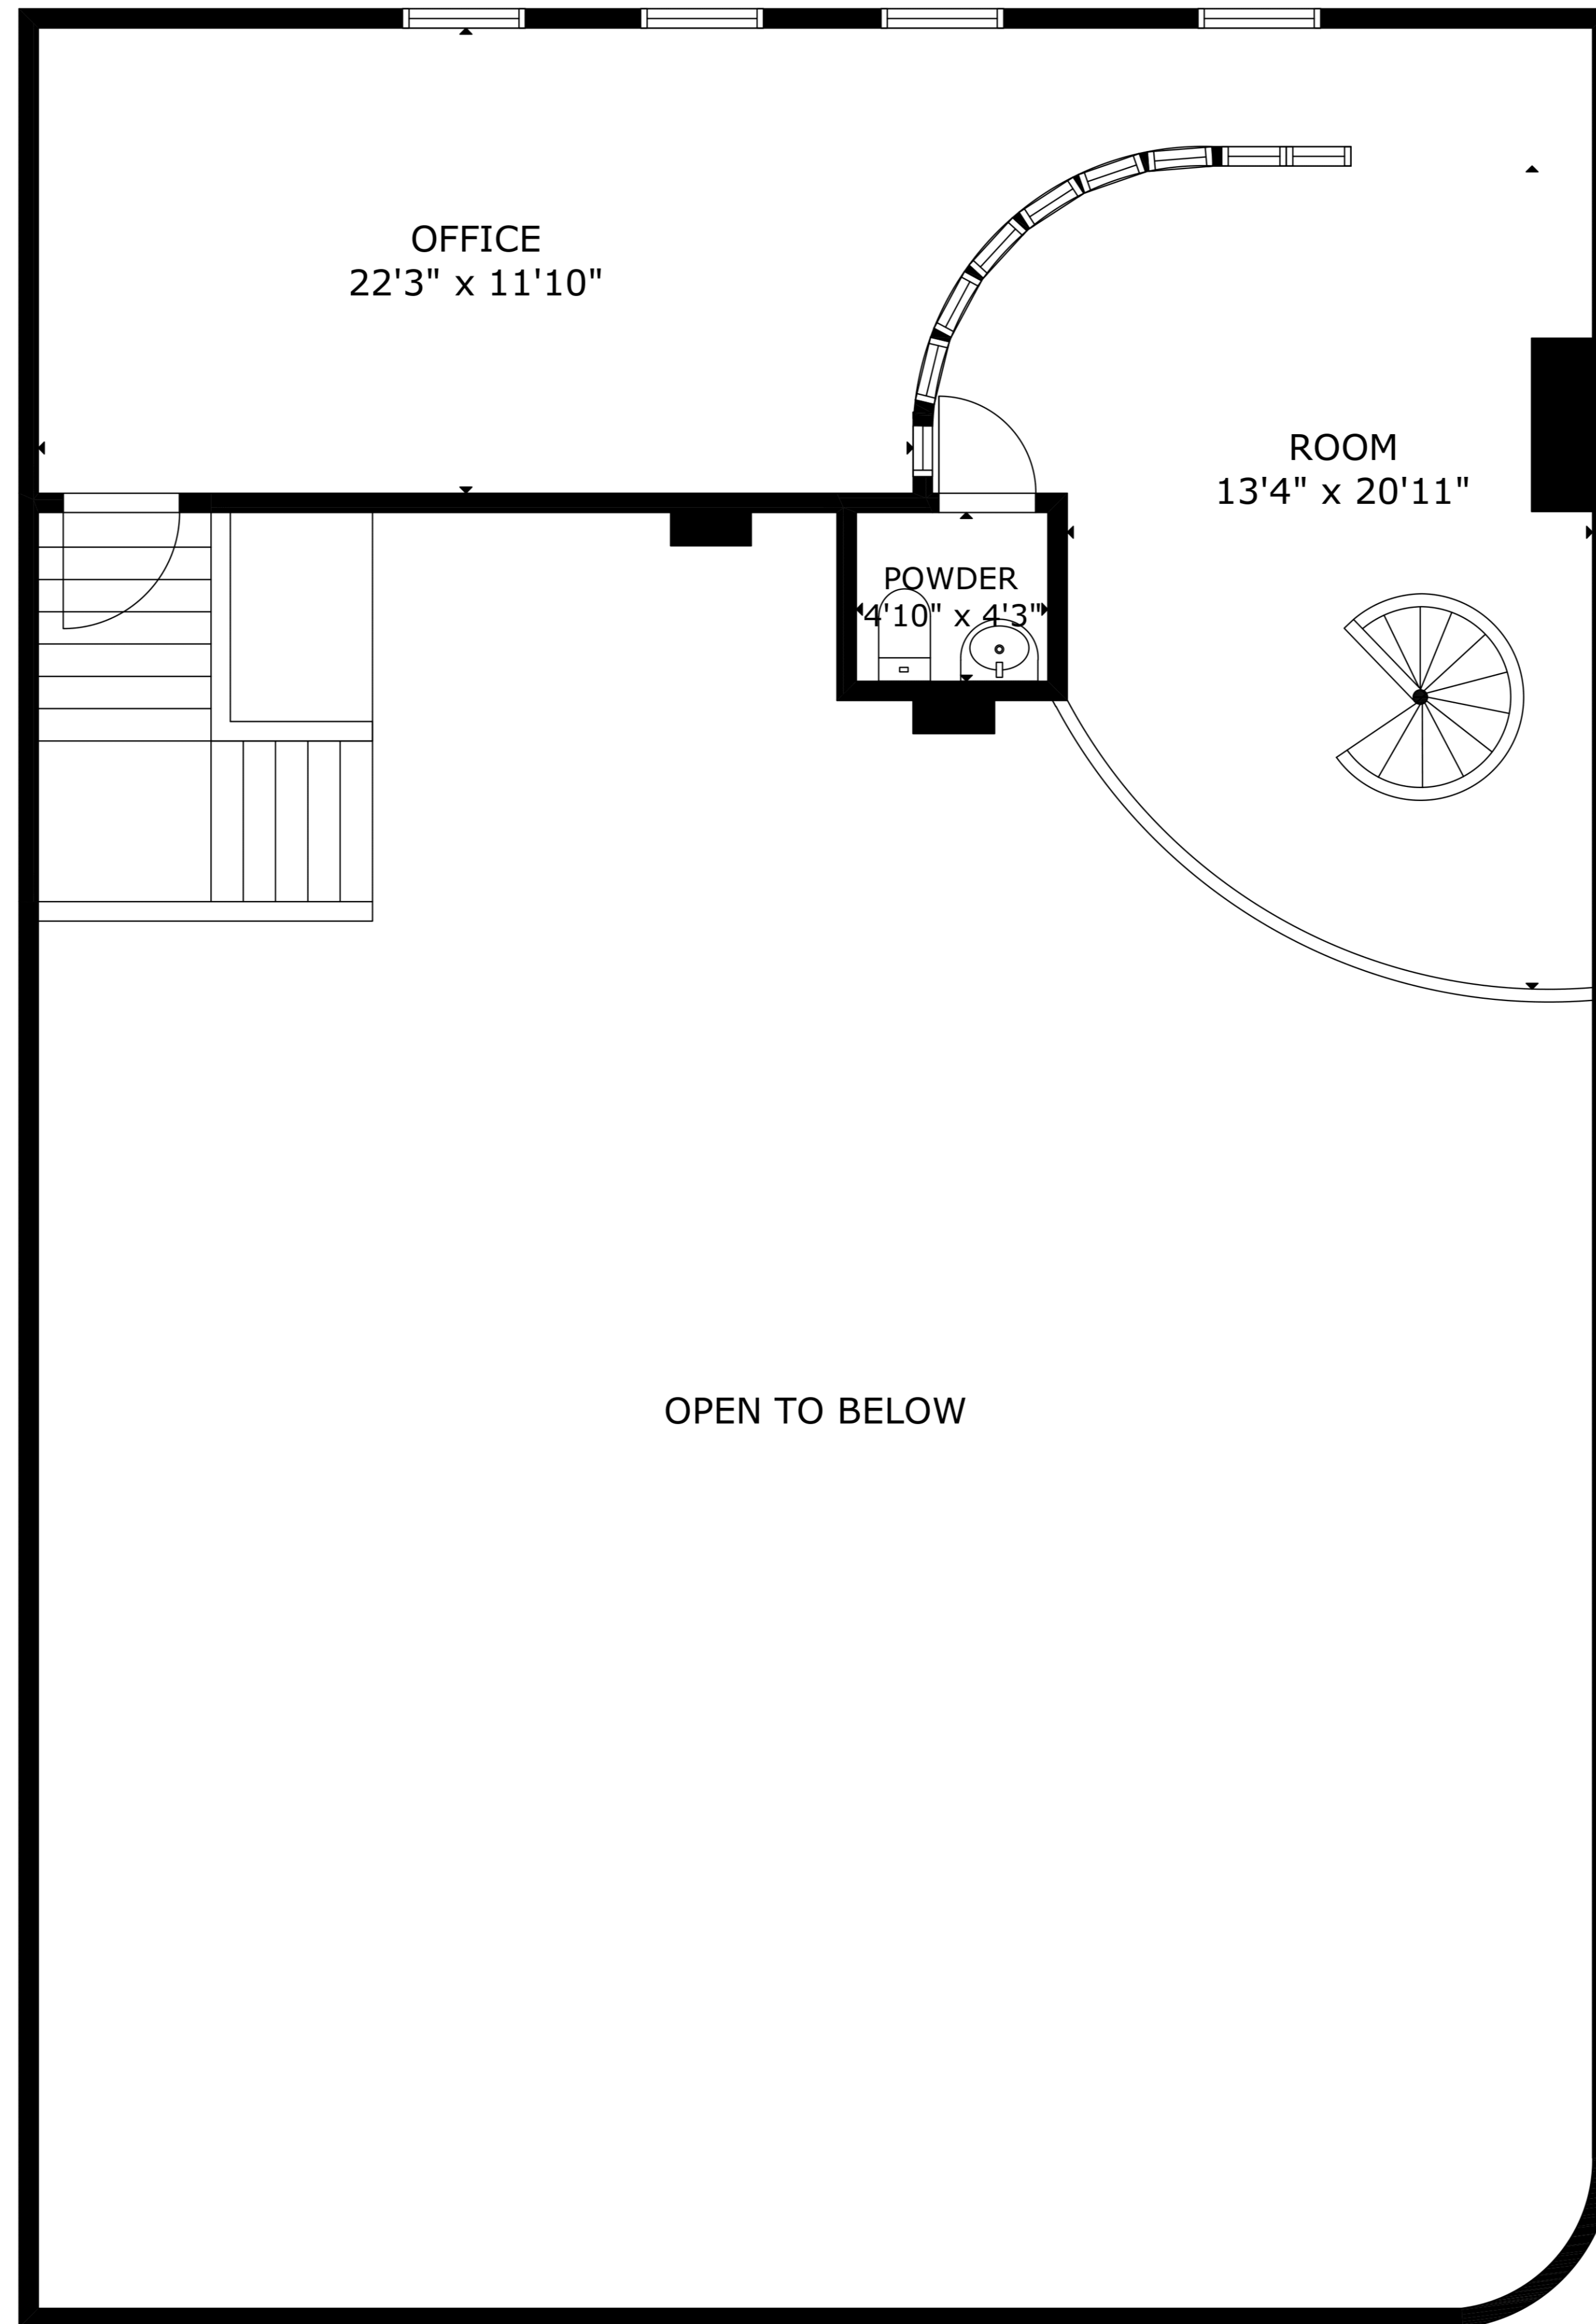 OFFICE
22'3" x 11'10"
ROOM
13'4" x 20'11"
POWDER
4'10" x 4'3"
OPEN TO BELOW